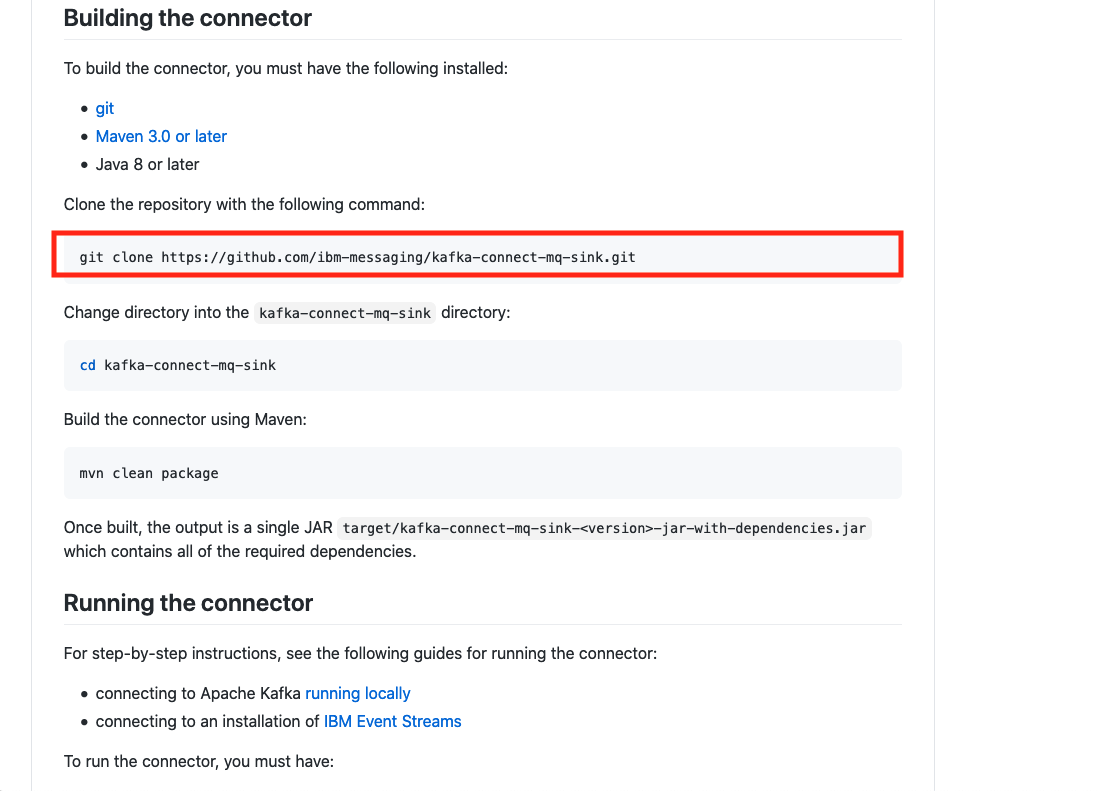 Building the connector
To build the connector, you must have the following installed:
git
Maven 3.0 or later
Java 8 or later
Clone the repository with the following command:
git clone https://github.com/ibm-messaging/kafka-connect-mq-sink.git
Change directory into the kafka-connect-mq-sink directory:
cd kafka-connect-mq-sink
Build the connector using Maven:
mvn clean package
Once built, the output is a single JAR target/kafka-connect-mq-sink-<version>-jar-with-dependencies.jar
which contains all of the required dependencies.
Running the connector
For step-by-step instructions, see the following guides for running the connector:
connecting to Apache Kafka running locally
connecting to an installation of IBM Event Streams
To run the connector, you must have: